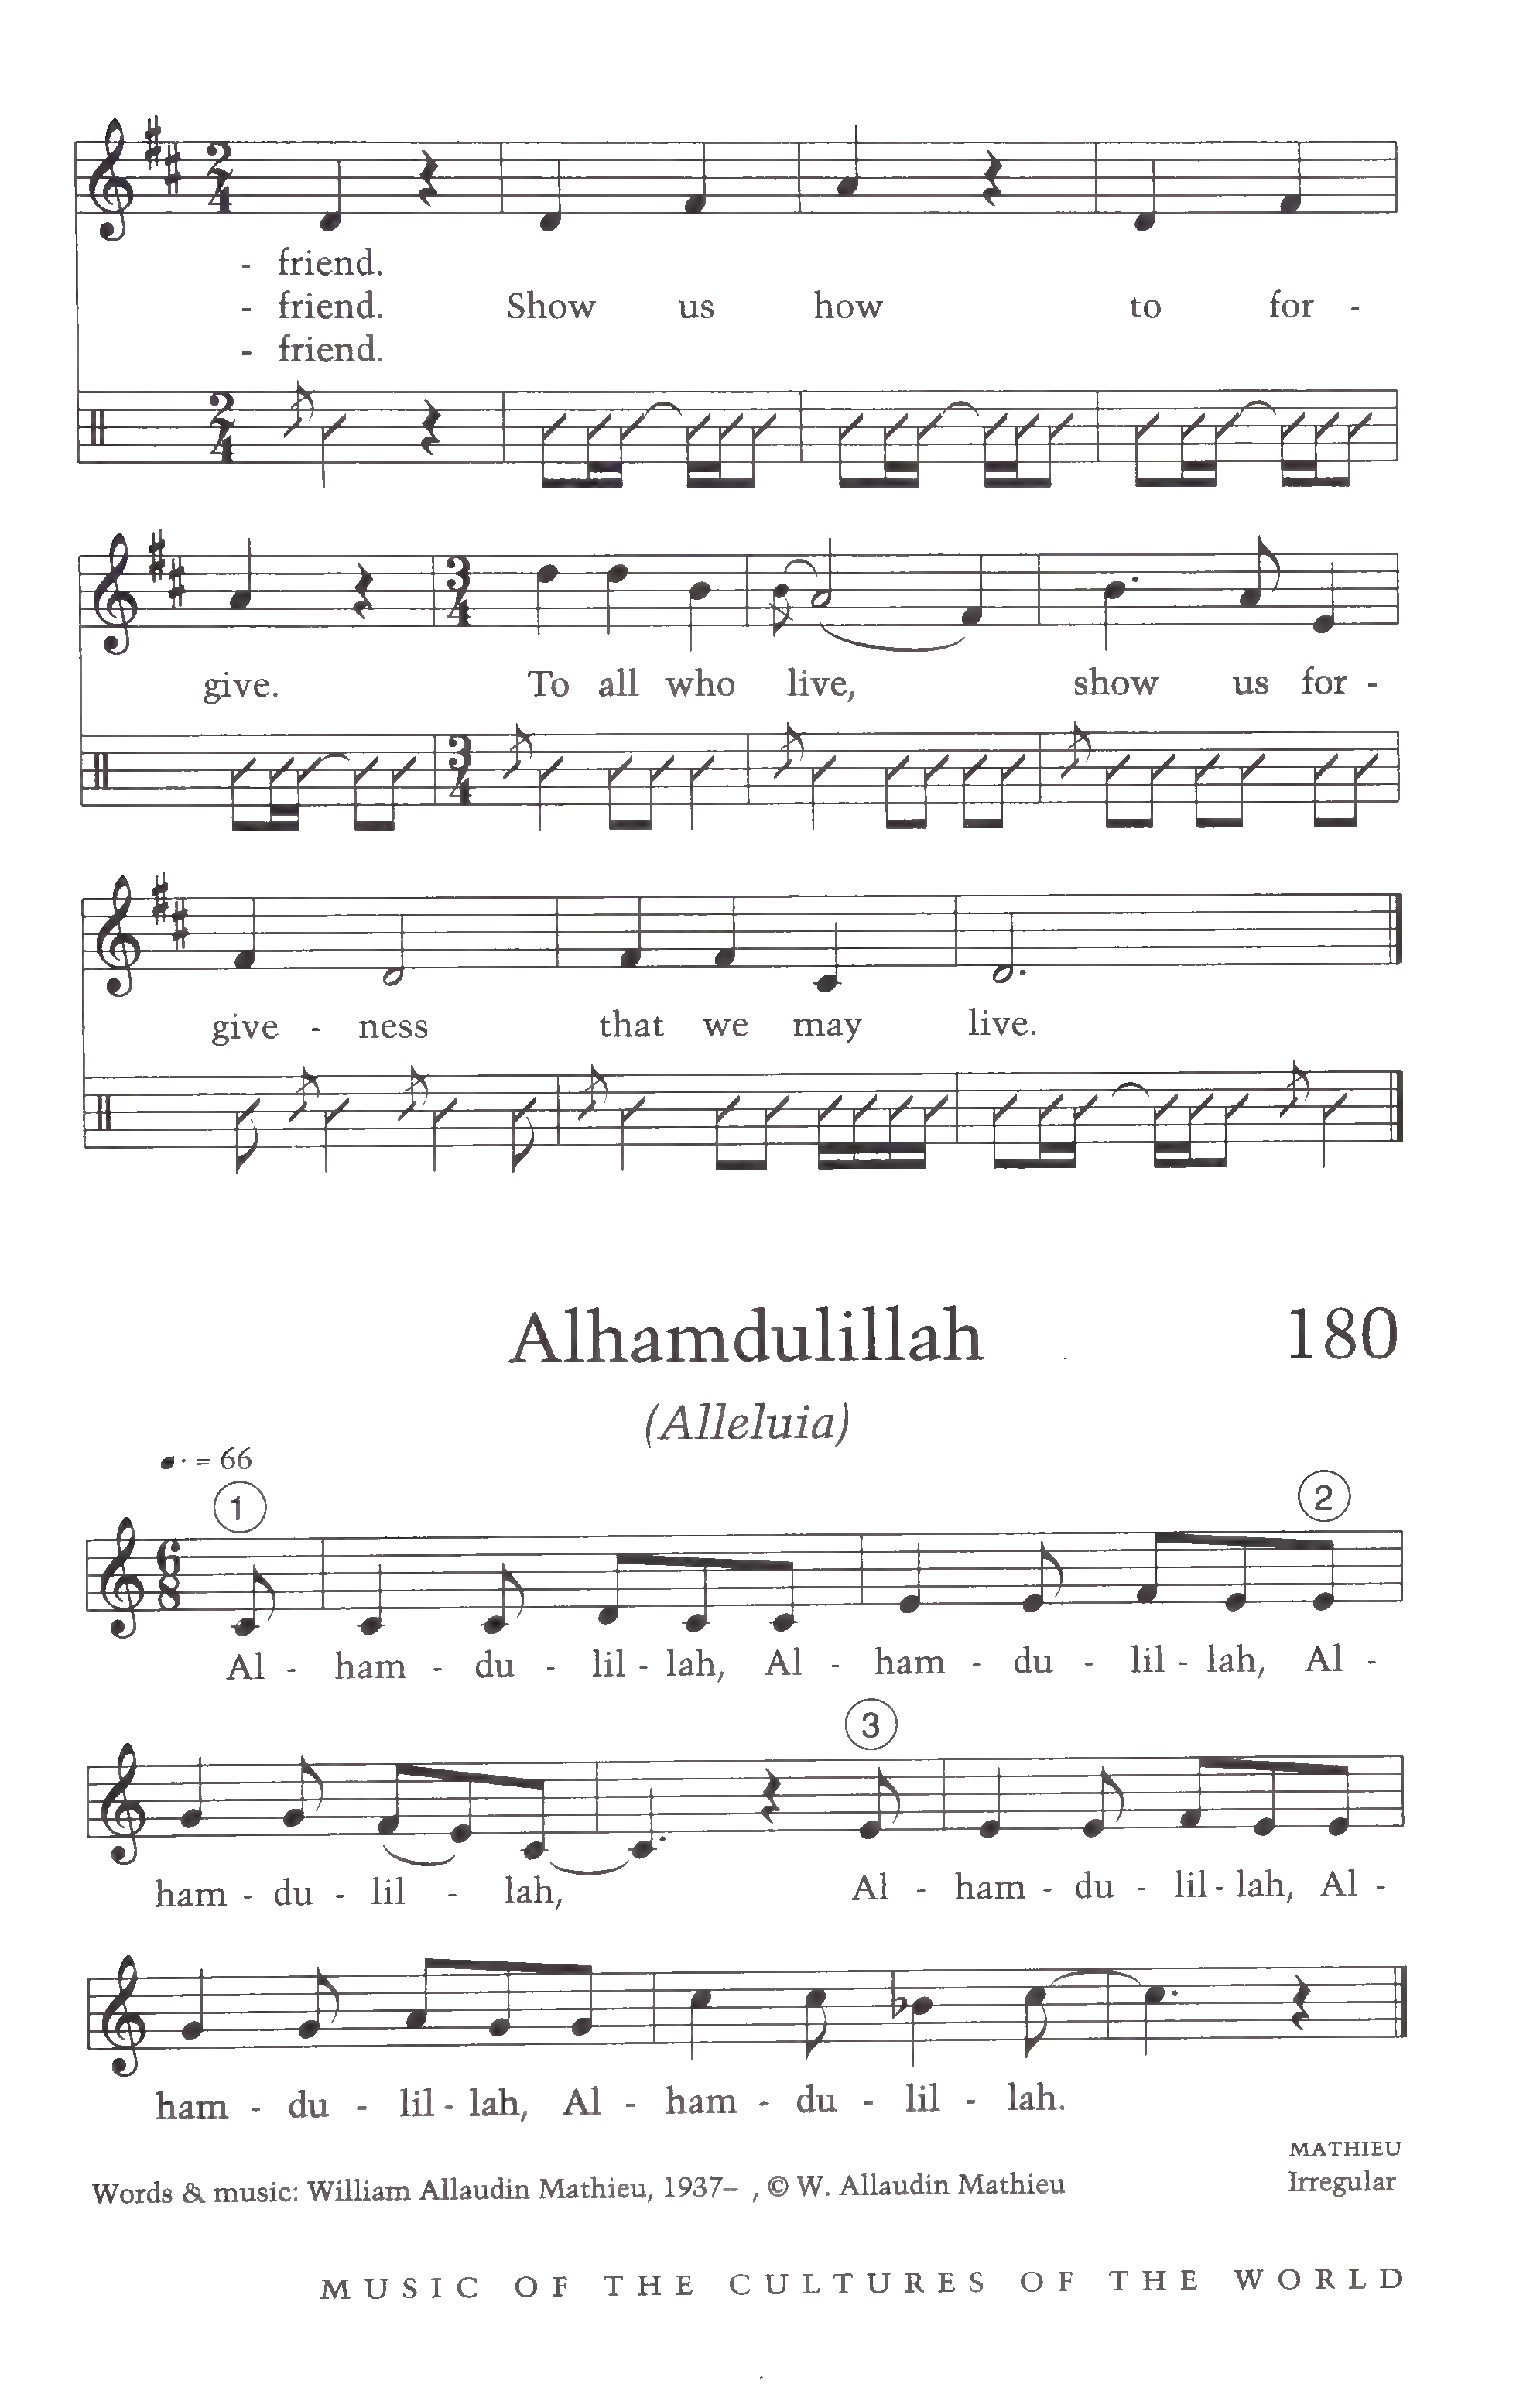 - friend.
- friend. Show us how to for -
- friend.
give. To all who live, show us for -
give - ness that we may live.
Alhamdulillah 180
(Alleluia)
= 66
1 2
Al - ham - du - lil - lah, Al - ham - du - lil - lah, Al -
3
ham - du - lil - lah, Al - ham - du - lil - lah, Al -
ham - du - lil - lah, Al - ham - du - lil - lah.
MATHIEU
Words & music: William Allaudin Mathieu, 1937– , © W. Allaudin Mathieu Irregular
MUSIC OF THE CULTURES OF THE WORLD